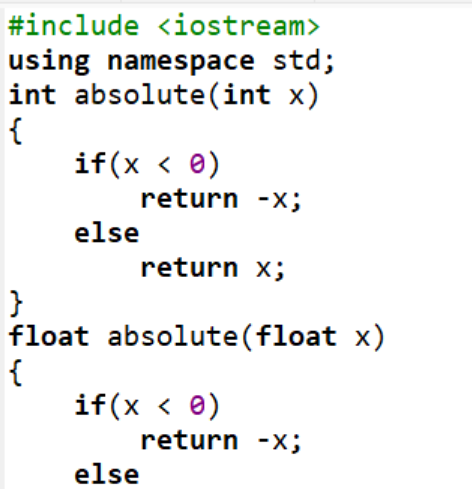 #include <iostream>
using namespace std;
int absolute(int x)
{
    if(x < 0)
        return -x;
    else
        return x;
}
float absolute(float x)
{
    if(x < 0)
        return -x;
    else